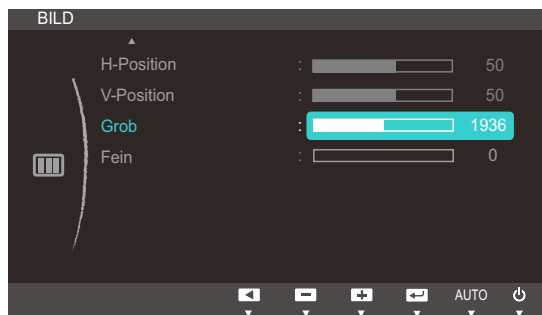 BILD
H-Position : 50
V-Position : 50
Grob : 1936
Fein : 0
AUTO